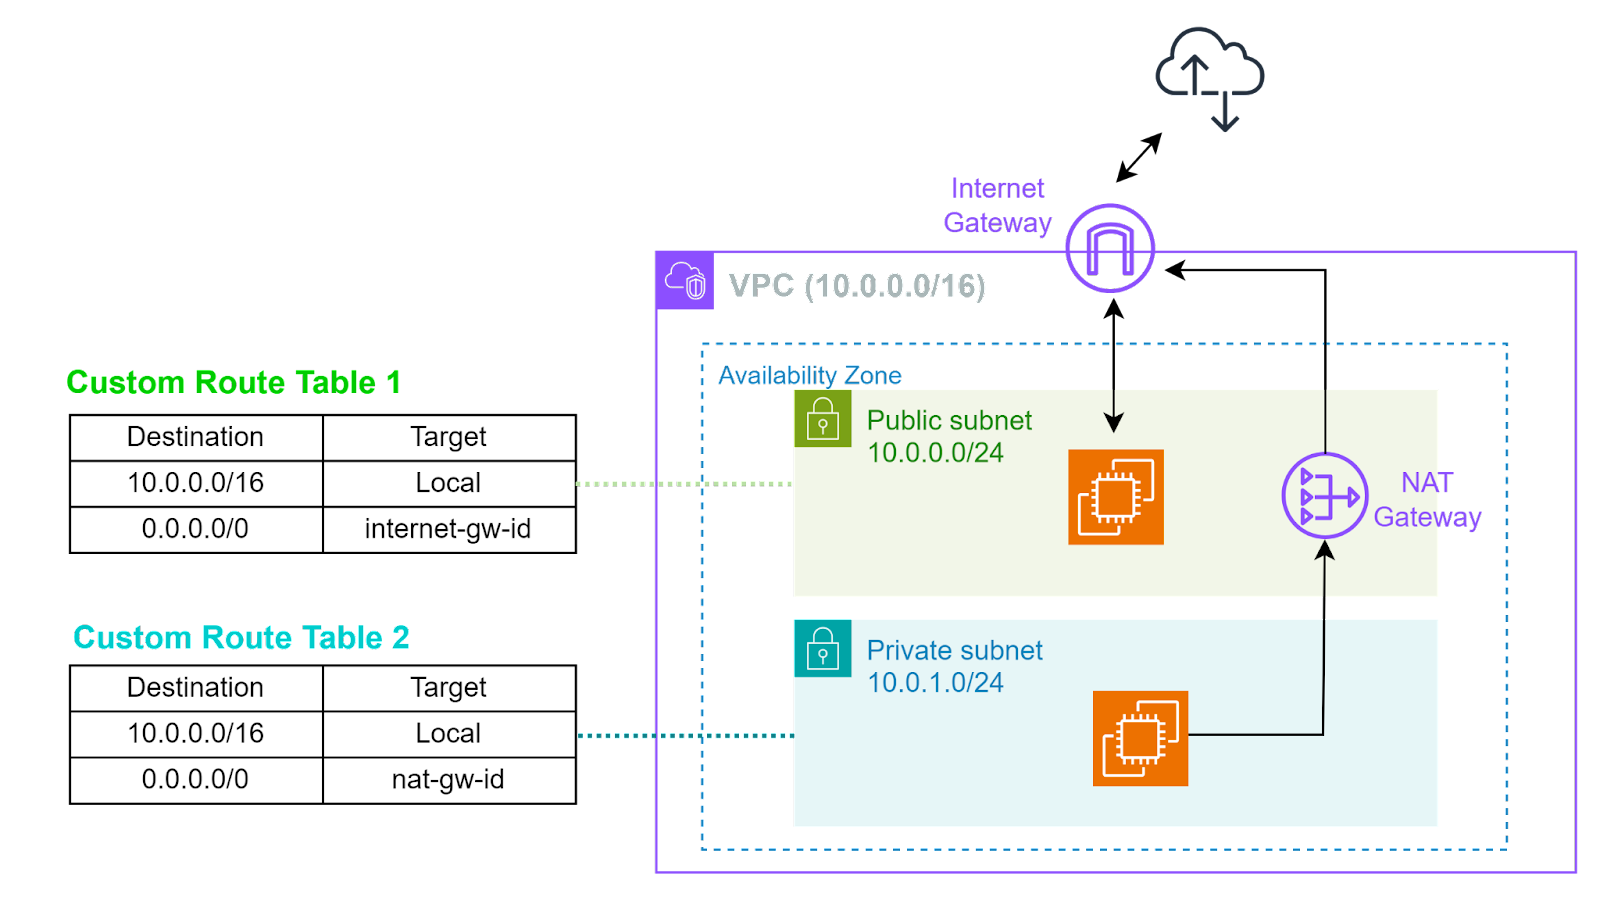 Internet
Gateway
VPC (10.0.0.0/16)
Availability Zone
Custom Route Table 1
Destination Target
10.0.0.0/16 Local
0.0.0.0/0 internet-gw-id
Public subnet
10.0.0.0/24
NAT
Gateway
Custom Route Table 2
Destination Target
10.0.0.0/16 Local
0.0.0.0/0 nat-gw-id
Private subnet
10.0.1.0/24